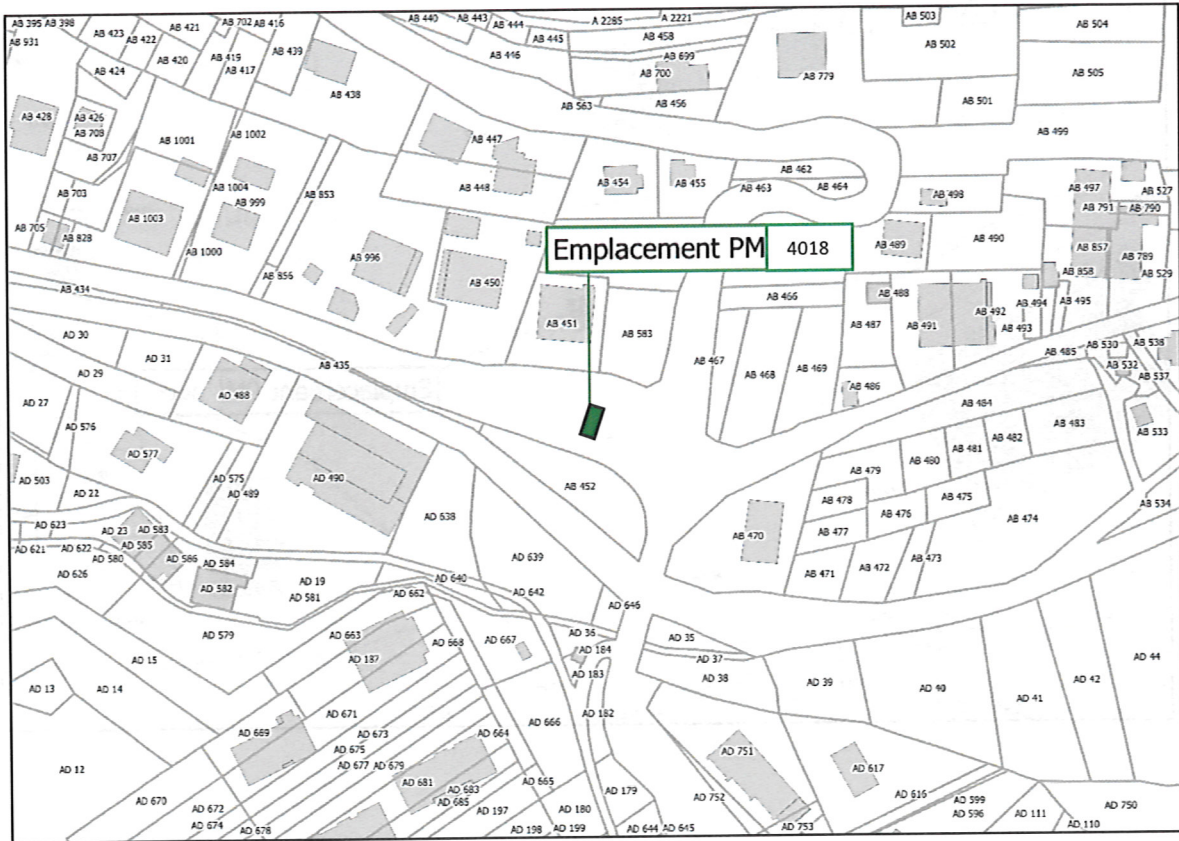 AB 395 AB 398 AB 421 AB 702 AB 416 AB 440 AB 443 A 2285 A 2221 AB 503 AB 504
AB 931 AB 423 AB 422 AB 420 AB 419 AB 417 AB 439 AB 444 AB 445 AB 446 AB 458 AB 502
AB 424 AB 438 AB 699 AB 700 AB 779 AB 505
AB 428 AB 426 AB 708 AB 563 AB 456 AB 501 AB 499
AB 707 AB 1001 AB 1002 AB 447
AB 703 AB 1004 AB 999 AB 853 AB 448 AB 454 AB 455 AB 462 AB 463 AB 464 AB 498 AB 497 AB 527
AB 705 AB 828 AB 1003 AB 1000 AB 791 AB 790
Emplacement PM 4018
AB 489 AB 490 AB 857 AB 789
AB 434 AB 856 AB 996 AB 450 AB 858 AB 529
AB 451 AB 583 AB 466 AB 488 AB 487 AB 491 AB 492 AB 494 AB 493 AB 495
AD 30 AD 31 AB 435 AB 467 AB 468 AB 469 AB 486 AB 485 AB 530 AB 538
AD 29 AD 488 AB 532 AB 537
AD 27 AD 576 AD 577 AB 484 AB 483 AB 533
AD 503 AD 22 AD 575 AD 489 AD 490 AB 452 AB 479 AB 480 AB 481 AB 482
AB 478 AB 476 AB 475 AB 474 AB 534
AD 623 AD 23 AD 583 AD 638 AB 470 AB 477
AD 621 AD 622 AD 585 AD 580 AD 586 AD 584 AD 639 AB 471 AB 472 AB 473
AD 626 AD 582 AD 19 AD 581 AD 640 AD 662 AD 642 AD 646
AD 579 AD 663 AD 668 AD 667 AD 36 AD 184 AD 35
AD 15 AD 187 AD 183 AD 37 AD 38 AD 39 AD 40 AD 41 AD 42 AD 44
AD 13 AD 14 AD 671 AD 666 AD 182
AD 669 AD 673 AD 675 AD 664
AD 12 AD 677 AD 679 AD 681 AD 683 AD 685 AD 665 AD 751 AD 617
AD 670 AD 672 AD 674 AD 678 AD 197 AD 198 AD 199 AD 180 AD 179 AD 644 AD 645 AD 752 AD 753 AD 616 AD 599 AD 596 AD 111 AD 110 AD 750